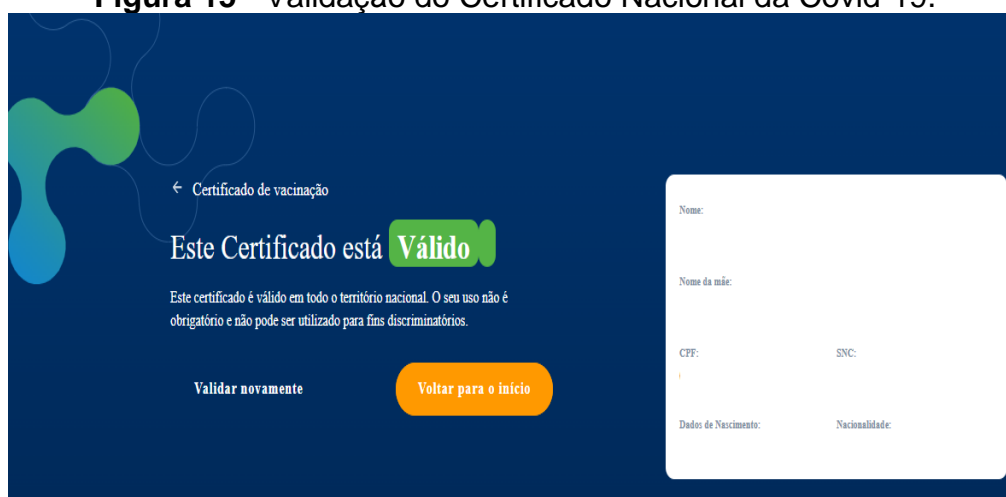 Figura 19 - Validação do Certificado Nacional da Covid-19.
← Certificado de vacinação
Este Certificado está Válido
Este certificado é válido em todo o território nacional. O seu uso não é
obrigatório e não pode ser utilizado para fins discriminatórios.
Validar novamente
Voltar para o início
Nome:
Nome da mãe:
CPF:
SNC:
Dados de Nascimento:
Nacionalidade: